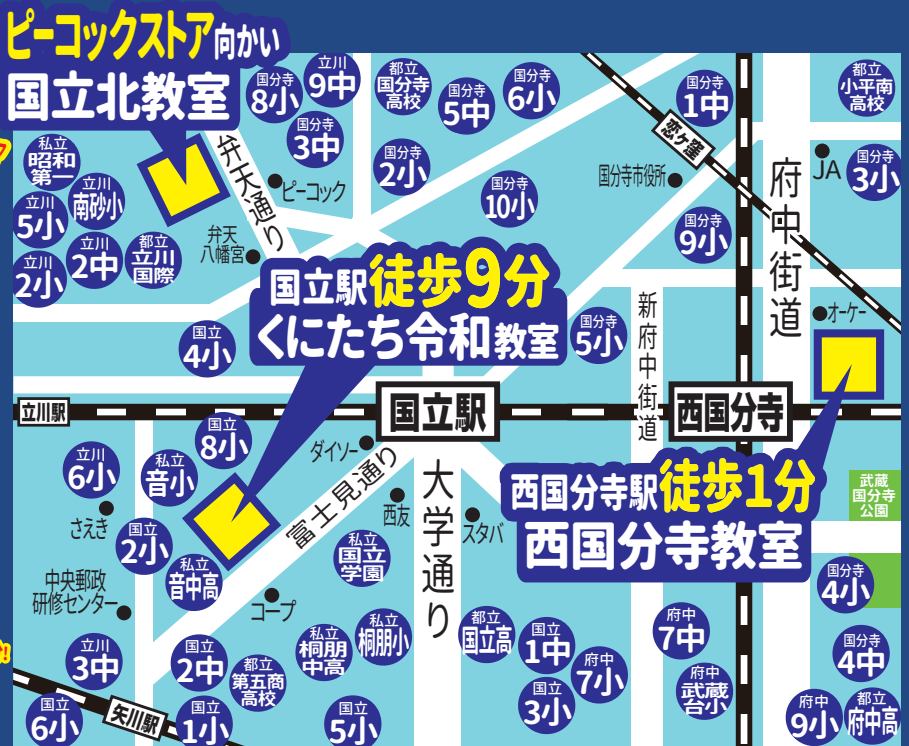 ピーコックストア向かい
国立北教室
国分寺
8小
立川
9中
都立
国分寺
高校
国分寺
5中
国分寺
6小
国分寺
1中
都立
小平南
高校
国分寺
3中
国分寺
2小
国分寺
10小
恋ヶ窪
国分寺市役所
JA
国分寺
3小
私立
昭和
第一
立川
南砂小
立川
5小
立川
2中
都立
立川
国際
立川
2小
弁天通り
ピーコック
弁天
八幡宮
国分寺
9小
府中街道
国立駅徒歩9分
くにたち令和教室
国立
4小
国分寺
5小
新府中街道
オーケー
立川駅
国立駅
西国分寺
国立
8小
立川
6小
私立
音小
さえき
国立
2小
私立
音中高
ダイソー
富士見通り
西友
大学通り
スタバ
西国分寺駅徒歩1分
西国分寺教室
武蔵
国分寺
公園
私立
国立
学園
中央郵政
研修センター
コープ
国分寺
4小
立川
3中
国立
2中
都立
第五商
高校
私立
桐朋
中高
私立
桐朋小
都立
国立高
国立
1中
府中
7小
府中
7中
府中
武蔵
台小
国分寺
4中
国立
6小
矢川駅
国立
1小
国立
5小
国立
3小
府中
9小
都立
府中高